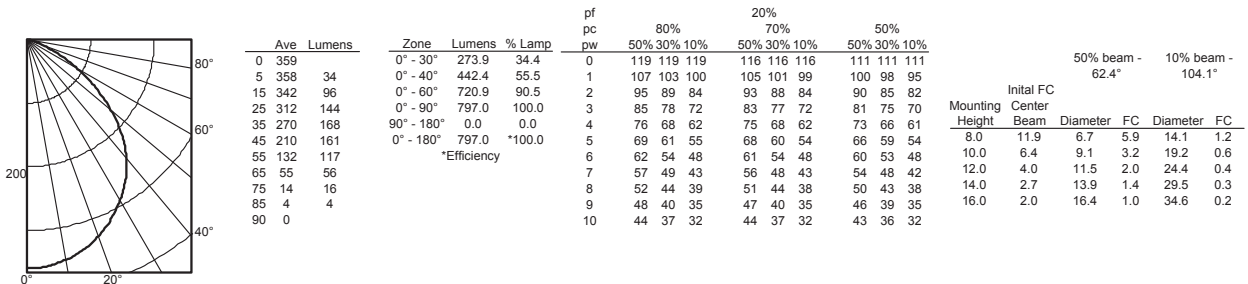 80°
60°
200
40°
0° 20°
Ave Lumens
0 359
5 358 34
15 342 96
25 312 144
35 270 168
45 210 161
55 132 117
65 55 56
75 14 16
85 4 4
90 0
Zone Lumens % Lamp
0° - 30° 273.9 34.4
0° - 40° 442.4 55.5
0° - 60° 720.9 90.5
0° - 90° 797.0 100.0
90° - 180° 0.0 0.0
0° - 180° 797.0 *100.0
*Efficiency
pf 20%
pc 80% 70% 50%
pw 50% 30% 10% 50% 30% 10% 50% 30% 10%
0 119 119 119 116 116 116 111 111 111
1 107 103 100 105 101 99 100 98 95
2 95 89 84 93 88 84 90 85 82
3 85 78 72 83 77 72 81 75 70
4 76 68 62 75 68 62 73 66 61
5 69 61 55 68 60 54 66 59 54
6 62 54 48 61 54 48 60 53 48
7 57 49 43 56 48 43 54 48 42
8 52 44 39 51 44 38 50 43 38
9 48 40 35 47 40 35 46 39 35
10 44 37 32 44 37 32 43 36 32
50% beam - 10% beam -
62.4° 104.1°
Inital FC
Mounting Center
Height Beam Diameter FC Diameter FC
8.0 11.9 6.7 5.9 14.1 1.2
10.0 6.4 9.1 3.2 19.2 0.6
12.0 4.0 11.5 2.0 24.4 0.4
14.0 2.7 13.9 1.4 29.5 0.3
16.0 2.0 16.4 1.0 34.6 0.2